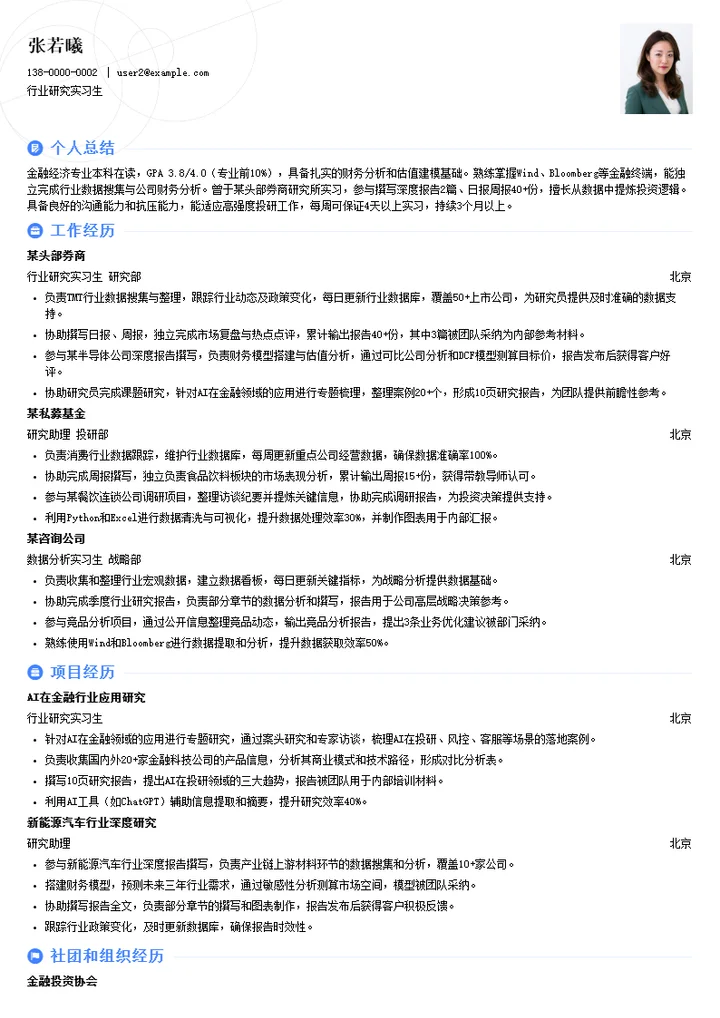 张若曦
138-0000-0002 | user2@example.com
行业研究实习生
个人总结
金融经济专业本科在读，GPA 3.8/4.0（专业前10%），具备扎实的财务分析和估值建模基础。熟练掌握Wind、Bloomberg等金融终端，能独
立完成行业数据搜集与公司财务分析。曾于某头部券商研究所实习，参与撰写深度报告2篇、日报周报40+份，擅长从数据中提炼投资逻辑。
具备良好的沟通能力和抗压能力，能适应高强度投研工作，每周可保证4天以上实习，持续3个月以上。
工作经历
某头部券商
行业研究实习生 研究部 北京
• 负责TMT行业数据搜集与整理，跟踪行业动态及政策变化，每日更新行业数据库，覆盖50+上市公司，为研究员提供及时准确的数据支
持。
• 协助撰写日报、周报，独立完成市场复盘与热点点评，累计输出报告40+份，其中3篇被团队采纳为内部参考材料。
• 参与某半导体公司深度报告撰写，负责财务模型搭建与估值分析，通过可比公司分析和DCF模型测算目标价，报告发布后获得客户好
评。
• 协助研究员完成课题研究，针对AI在金融领域的应用进行专题梳理，整理案例20+个，形成10页研究报告，为团队提供前瞻性参考。
某私募基金
研究助理 投研部 北京
• 负责消费行业数据跟踪，维护行业数据库，每周更新重点公司经营数据，确保数据准确率100%。
• 协助完成周报撰写，独立负责食品饮料板块的市场表现分析，累计输出周报15+份，获得带教导师认可。
• 参与某餐饮连锁公司调研项目，整理访谈纪要并提炼关键信息，协助完成调研报告，为投资决策提供支持。
• 利用Python和Excel进行数据清洗与可视化，提升数据处理效率30%，并制作图表用于内部汇报。
某咨询公司
数据分析实习生 战略部 北京
• 负责收集和整理行业宏观数据，建立数据看板，每日更新关键指标，为战略分析提供数据基础。
• 协助完成季度行业研究报告，负责部分章节的数据分析和撰写，报告用于公司高层战略决策参考。
• 参与竞品分析项目，通过公开信息整理竞品动态，输出竞品分析报告，提出3条业务优化建议被部门采纳。
• 熟练使用Wind和Bloomberg进行数据提取和分析，提升数据获取效率50%。
项目经历
AI在金融行业应用研究
行业研究实习生 北京
• 针对AI在金融领域的应用进行专题研究，通过案头研究和专家访谈，梳理AI在投研、风控、客服等场景的落地案例。
• 负责收集国内外20+家金融科技公司的产品信息，分析其商业模式和技术路径，形成对比分析表。
• 撰写10页研究报告，提出AI在投研领域的三大趋势，报告被团队用于内部培训材料。
• 利用AI工具（如ChatGPT）辅助信息提取和摘要，提升研究效率40%。
新能源汽车行业深度研究
研究助理 北京
• 参与新能源汽车行业深度报告撰写，负责产业链上游材料环节的数据搜集和分析，覆盖10+家公司。
• 搭建财务模型，预测未来三年行业需求，通过敏感性分析测算市场空间，模型被团队采纳。
• 协助撰写报告全文，负责部分章节的撰写和图表制作，报告发布后获得客户积极反馈。
• 跟踪行业政策变化，及时更新数据库，确保报告时效性。
社团和组织经历
金融投资协会